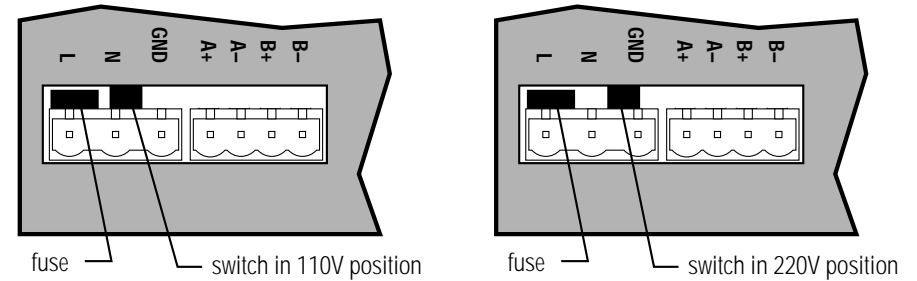 L N GND A+ A– B+ B–
L N GND A+ A– B+ B–
fuse
switch in 110V position
fuse
switch in 220V position